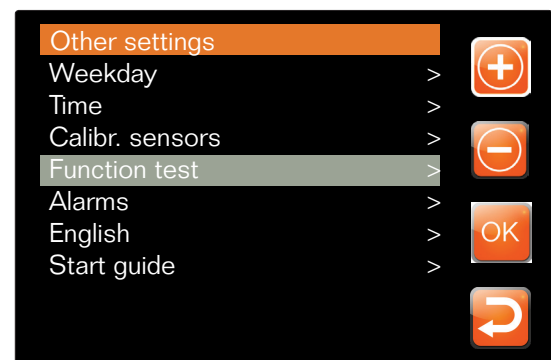 Other settings
Weekday >
Time >
Calibr. sensors >
Function test >
Alarms >
English >
Start guide >
OK